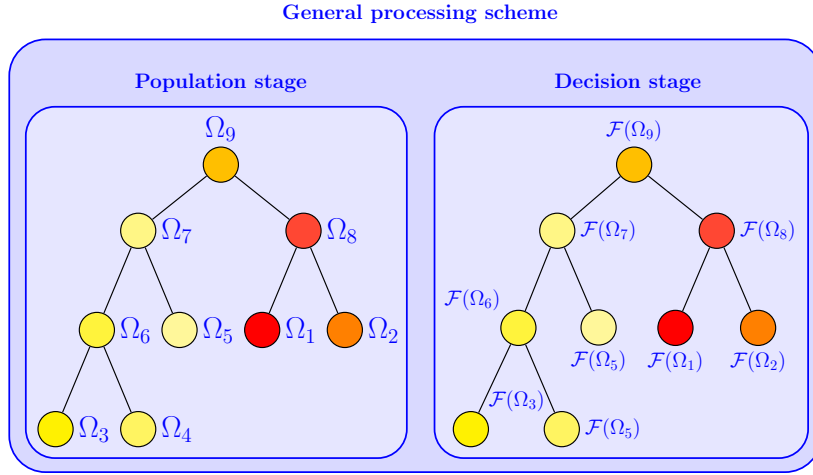 General processing scheme
Population stage
Ω₉
Ω₇
Ω₈
Ω₆
Ω₅
Ω₁
Ω₂
Ω₃
Ω₄
Decision stage
ℱ(Ω₉)
ℱ(Ω₇)
ℱ(Ω₈)
ℱ(Ω₆)
ℱ(Ω₅)
ℱ(Ω₁)
ℱ(Ω₂)
ℱ(Ω₃)
ℱ(Ω₅)